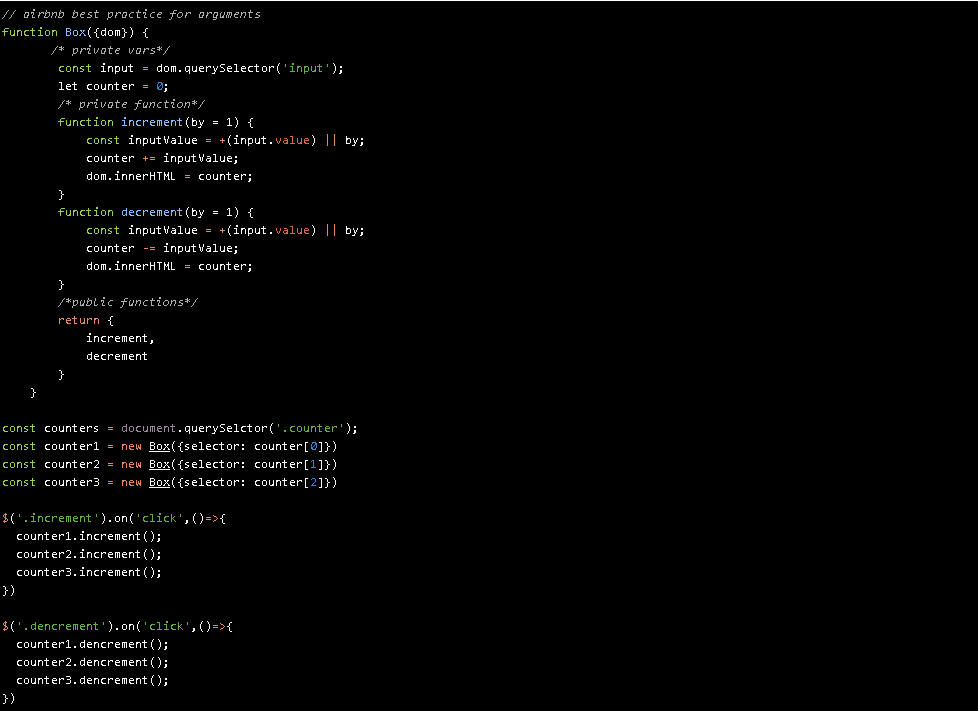 // airbnb best practice for arguments
function Box({dom}) {
/* private vars*/
const input = dom.querySelector('input');
let counter = 0;
/* private function*/
function increment(by = 1) {
const inputValue = +(input.value) || by;
counter += inputValue;
dom.innerHTML = counter;
}
function decrement(by = 1) {
const inputValue = +(input.value) || by;
counter -= inputValue;
dom.innerHTML = counter;
}
/*public functions*/
return {
increment,
decrement
}
}
const counters = document.querySelctor('.counter');
const counter1 = new Box({selector: counter[0]})
const counter2 = new Box({selector: counter[1]})
const counter3 = new Box({selector: counter[2]})
$('.increment').on('click',()=>{
counter1.increment();
counter2.increment();
counter3.increment();
})
$('.dencrement').on('click',()=>{
counter1.dencrement();
counter2.dencrement();
counter3.dencrement();
})